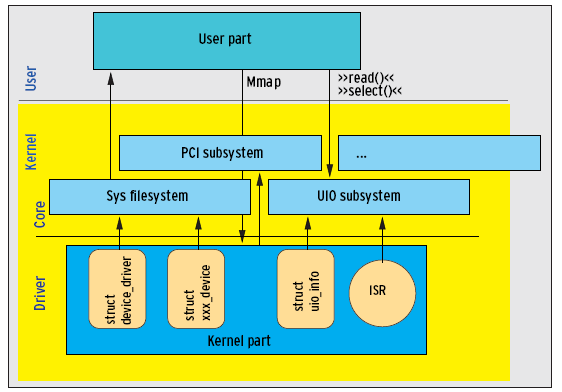 User part
User
Mmap
>>read()<<
>>select()<<
Kernel
PCI subsystem
...
Core
Sys filesystem
UIO subsystem
Driver
struct
device_driver
struct
xxx_device
struct
uio_info
ISR
Kernel part